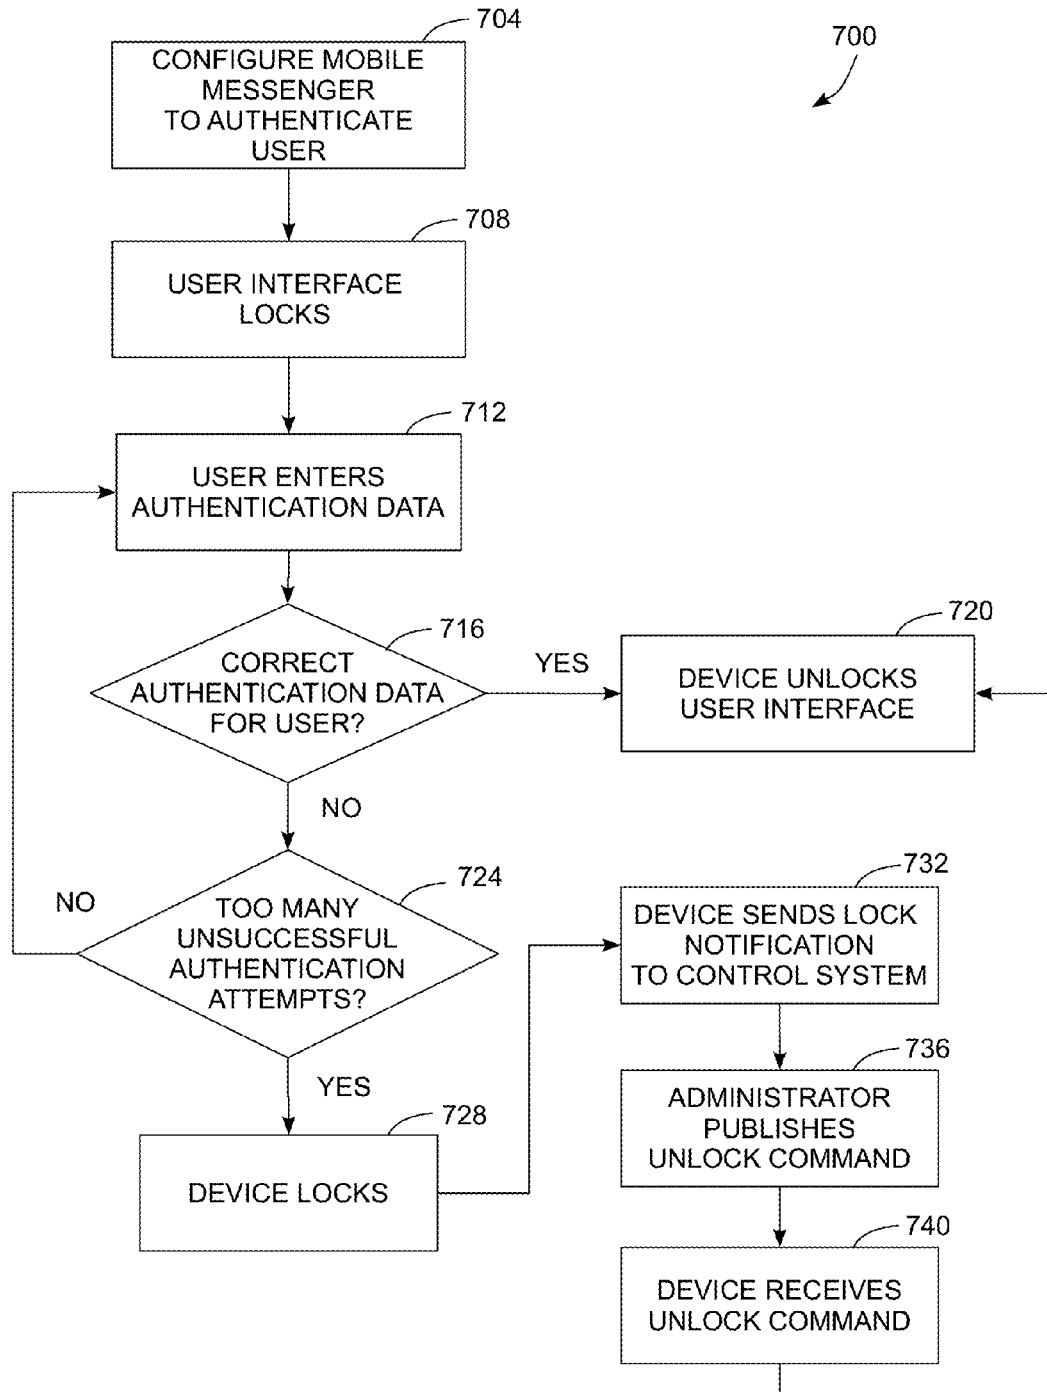 704
700
CONFIGURE MOBILE
MESSENGER
TO AUTHENTICATE
USER
708
USER INTERFACE
LOCKS
712
USER ENTERS
AUTHENTICATION DATA
716
CORRECT
AUTHENTICATION DATA
FOR USER?
YES
720
DEVICE UNLOCKS
USER INTERFACE
NO
724
TOO MANY
UNSUCCESSFUL
AUTHENTICATION
ATTEMPTS?
NO
YES
728
DEVICE LOCKS
732
DEVICE SENDS LOCK
NOTIFICATION
TO CONTROL SYSTEM
736
ADMINISTRATOR
PUBLISHES
UNLOCK COMMAND
740
DEVICE RECEIVES
UNLOCK COMMAND